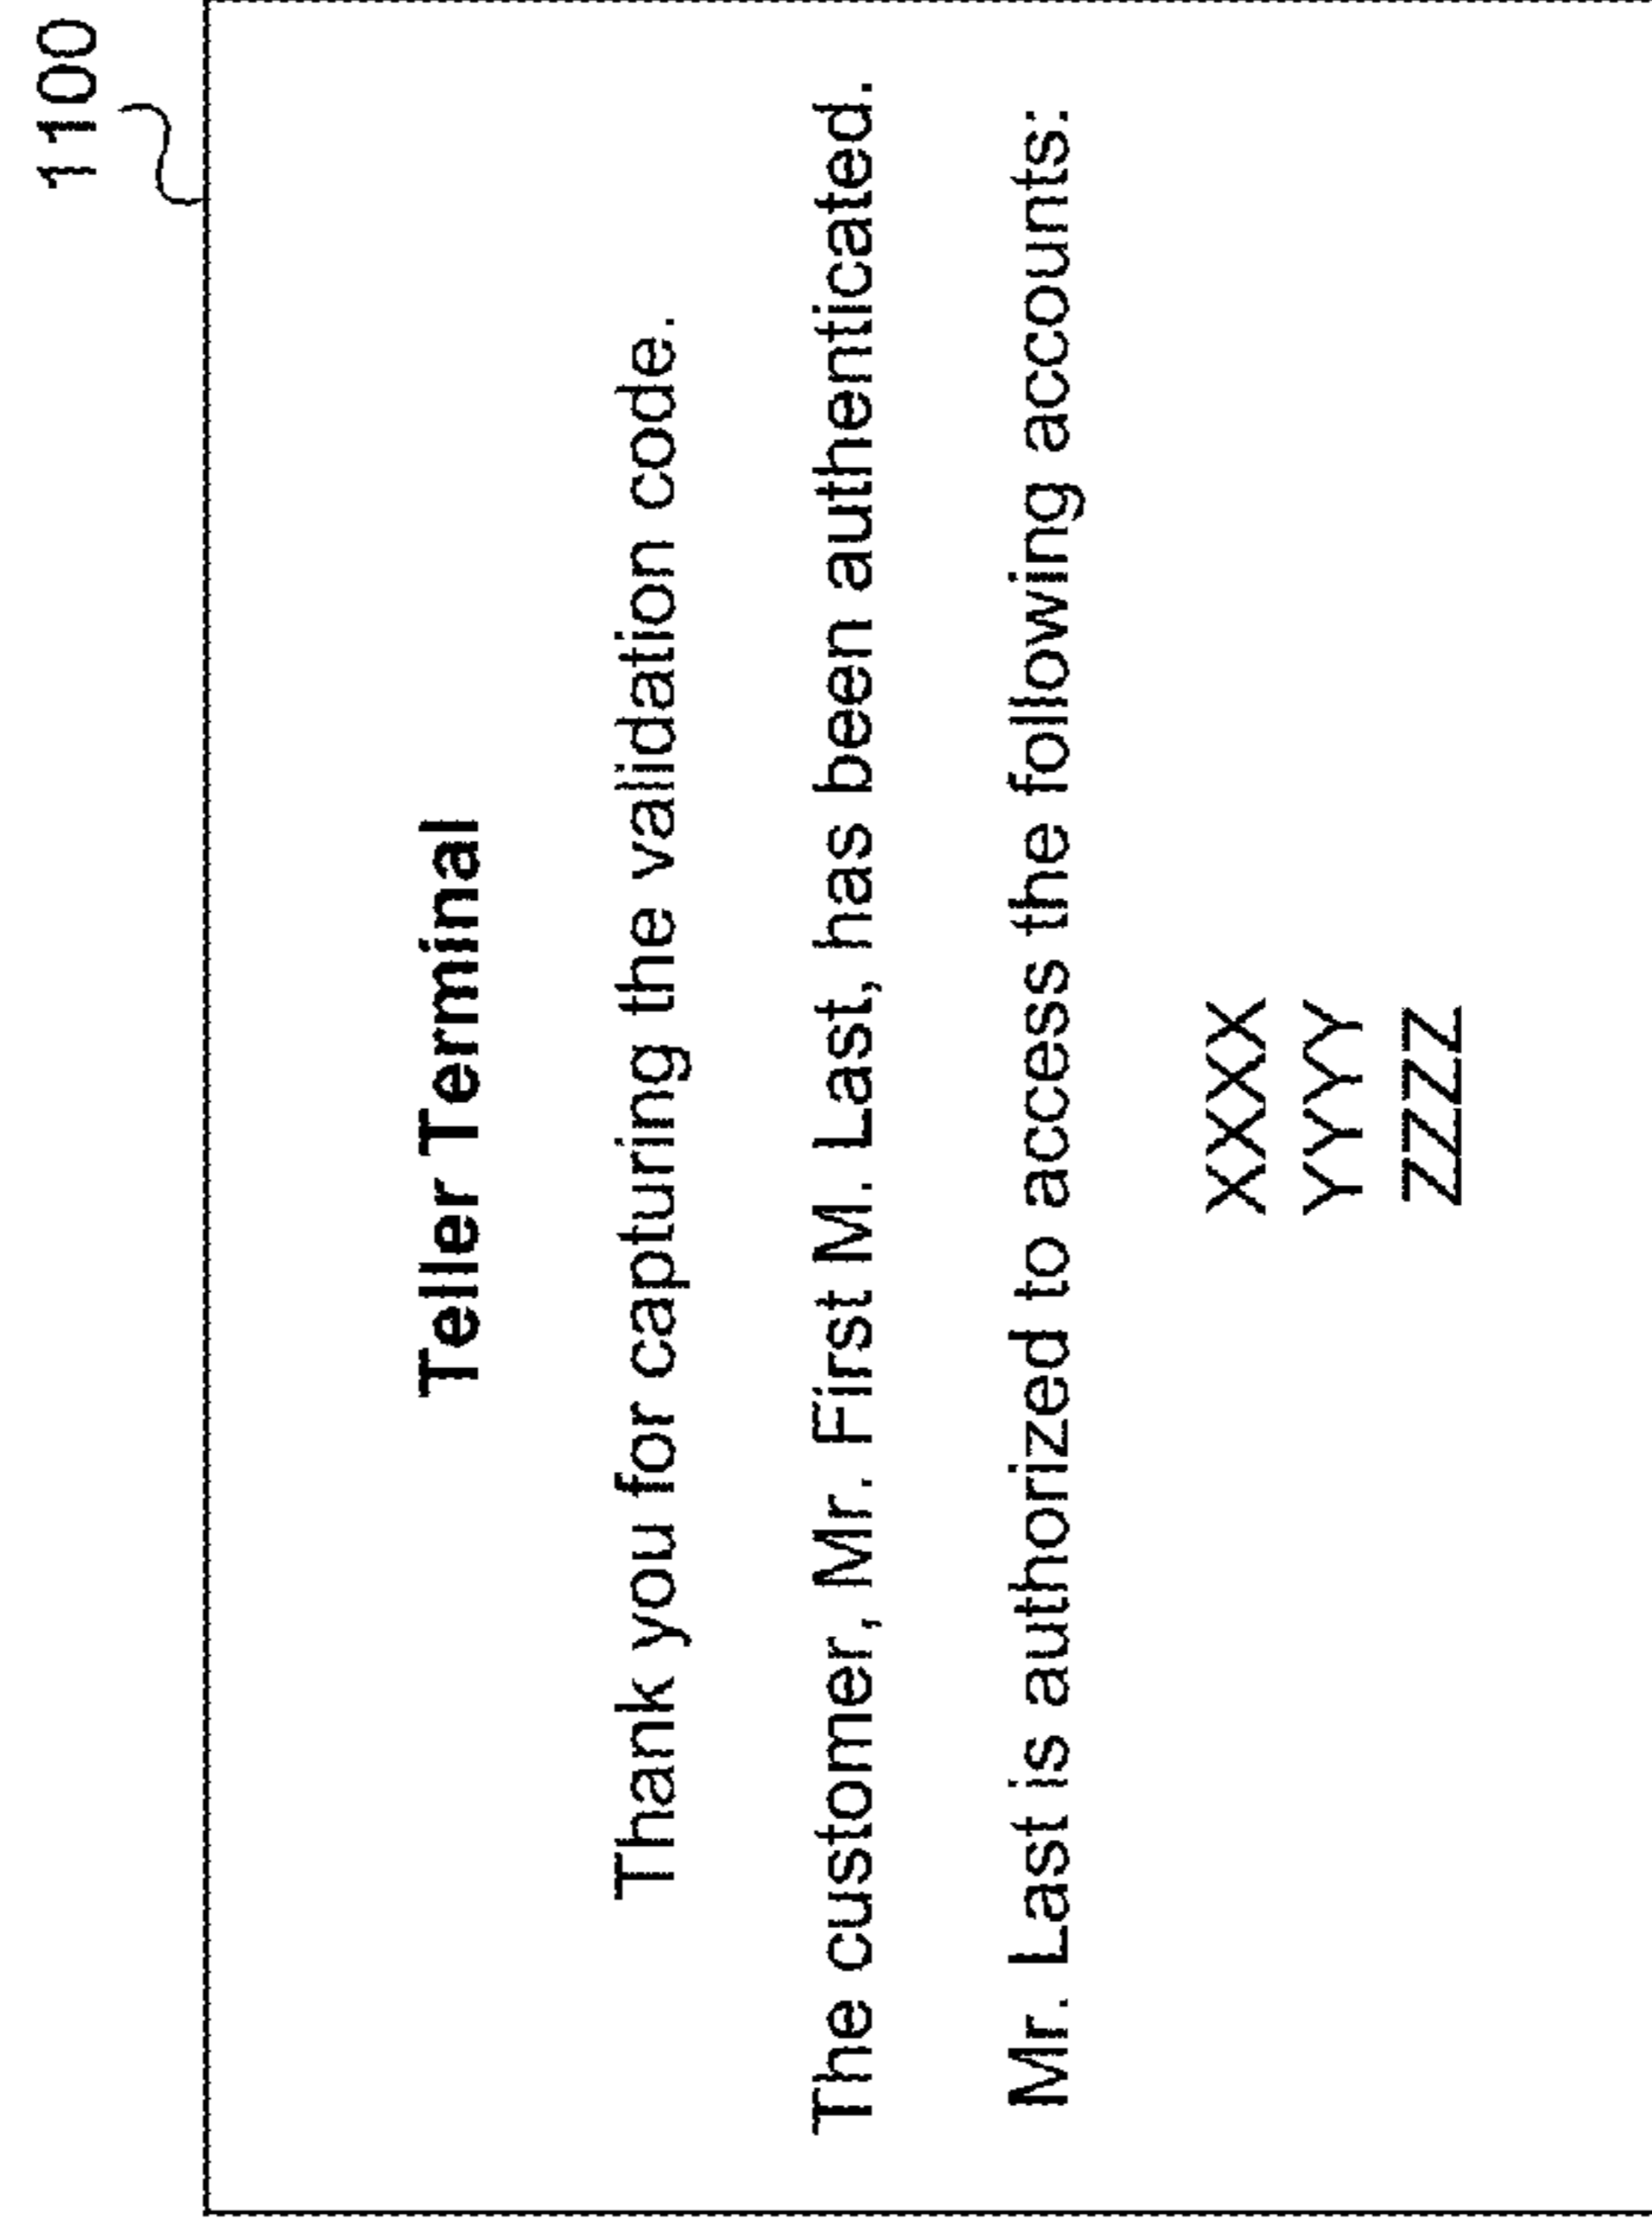 1100
Teller Terminal
Thank you for capturing the validation code.
The customer, Mr. First M. Last, has been authenticated.
Mr. Last is authorized to access the following accounts:
XXXX
YYYY
ZZZZ